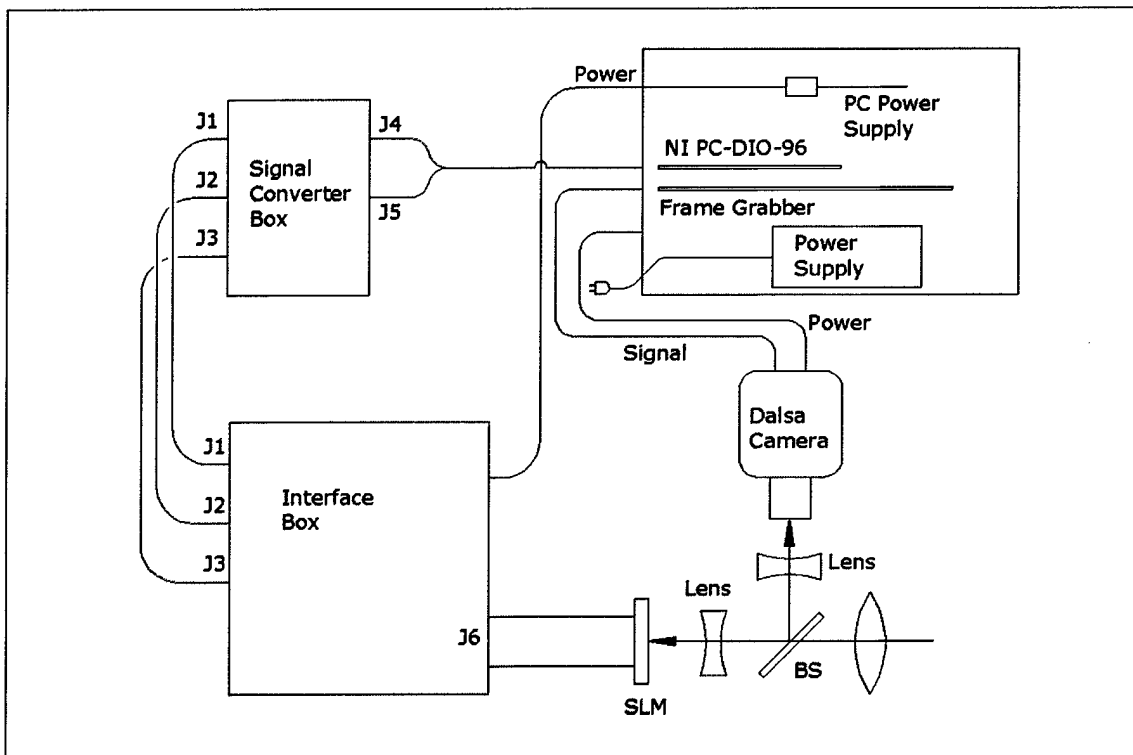 Power
PC Power
Supply
J1
J4
Signal
Converter
Box
NI PC-DIO-96
J2
J5
Frame Grabber
J3
Power
Supply
Power
Signal
Dalsa
Camera
J1
Interface
Box
J2
J3
Lens
Lens
J6
BS
SLM